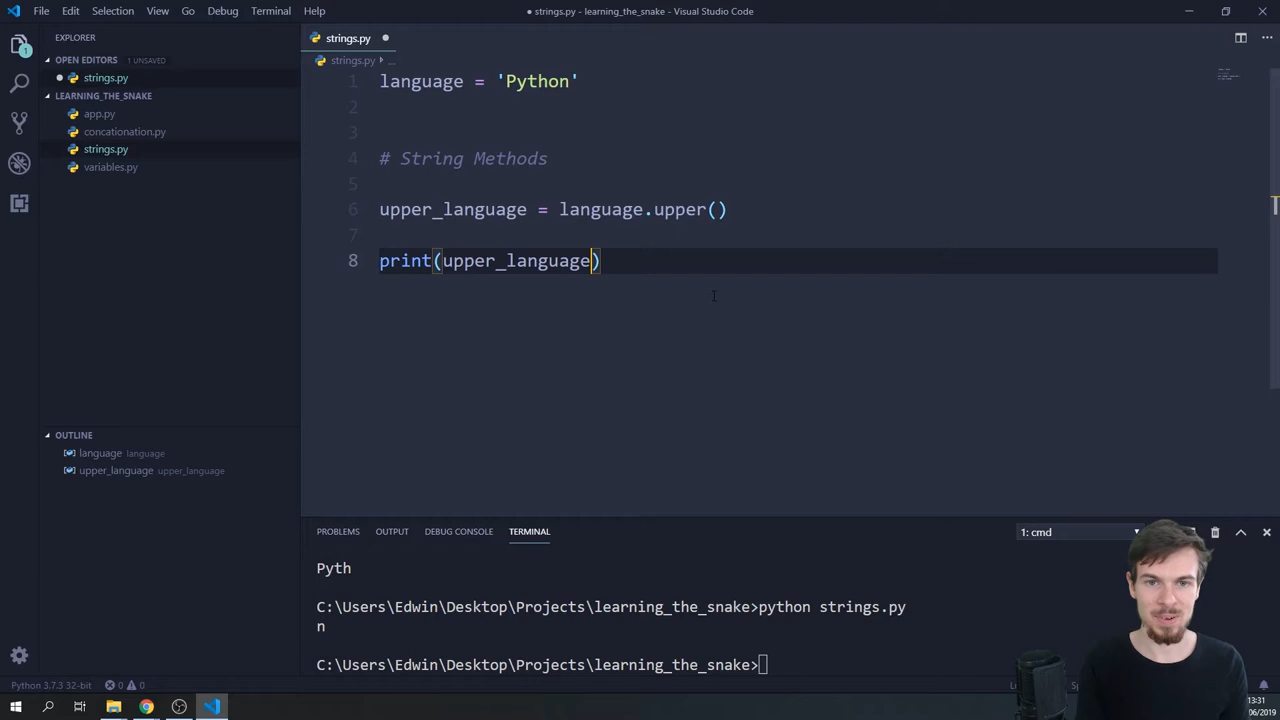 File Edit Selection View Go Debug Terminal Help
● strings.py - learning_the_snake - Visual Studio Code
EXPLORER
strings.py
OPEN EDITORS 1 UNSAVED
strings.py
strings.py
...
LEARNING_THE_SNAKE
app.py
concationation.py
strings.py
variables.py
1 language = 'Python'
2
3
4 # String Methods
5
6 upper_language = language.upper()
7
8 print(upper_language)
OUTLINE
language language
upper_language upper_language
PROBLEMS OUTPUT DEBUG CONSOLE TERMINAL
1: cmd
Pyth
C:\Users\Edwin\Desktop\Projects\learning_the_snake>python strings.py
n
C:\Users\Edwin\Desktop\Projects\learning_the_snake>
Python 3.7.3 32-bit 0 0
1
13:31
06/2019